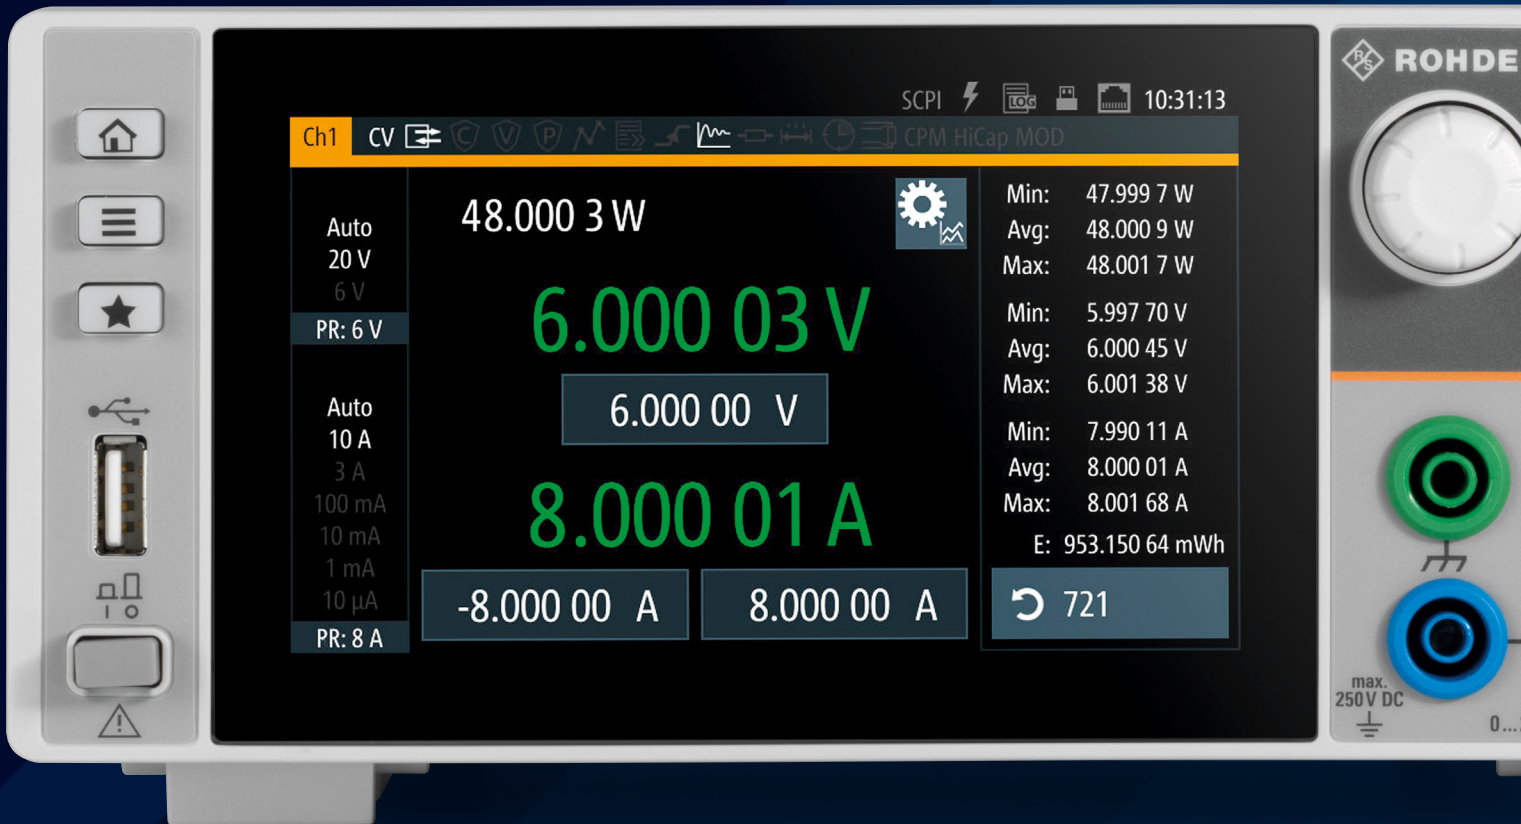 ROHDE
SCPI LOG 10:31:13
Ch1 CV C V P CPM HiCap MOD
Auto
20 V
6 V
PR: 6 V
Auto
10 A
3 A
100 mA
10 mA
1 mA
10 µA
PR: 8 A
48.000 3 W
6.000 03 V
6.000 00 V
8.000 01 A
-8.000 00 A
8.000 00 A
Min: 47.999 7 W
Avg: 48.000 9 W
Max: 48.001 7 W
Min: 5.997 70 V
Avg: 6.000 45 V
Max: 6.001 38 V
Min: 7.990 11 A
Avg: 8.000 01 A
Max: 8.001 68 A
E: 953.150 64 mWh
721
max.
250 V DC
0...